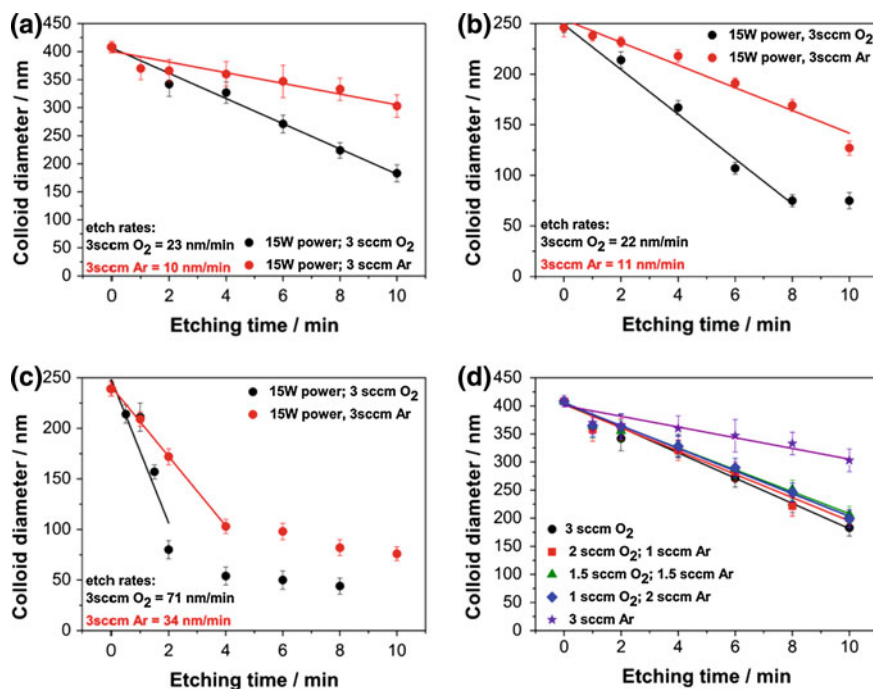 (a)
450
400
350
300
250
200
150
100
50
0
Colloid diameter / nm
etch rates:
3sccm O2 = 23 nm/min
3sccm Ar = 10 nm/min
15W power; 3 sccm O2
15W power; 3 sccm Ar
0 2 4 6 8 10
Etching time / min
(b)
250
200
150
100
50
0
Colloid diameter / nm
15W power, 3sccm O2
15W power, 3sccm Ar
etch rates:
3sccm O2 = 22 nm/min
3sccm Ar = 11 nm/min
0 2 4 6 8 10
Etching time / min
(c)
250
200
150
100
50
0
Colloid diameter / nm
15W power; 3 sccm O2
15W power, 3sccm Ar
etch rates:
3sccm O2 = 71 nm/min
3sccm Ar = 34 nm/min
0 2 4 6 8 10
Etching time / min
(d)
450
400
350
300
250
200
150
100
50
0
Colloid diameter / nm
3 sccm O2
2 sccm O2; 1 sccm Ar
1.5 sccm O2; 1.5 sccm Ar
1 sccm O2; 2 sccm Ar
3 sccm Ar
0 2 4 6 8 10
Etching time / min